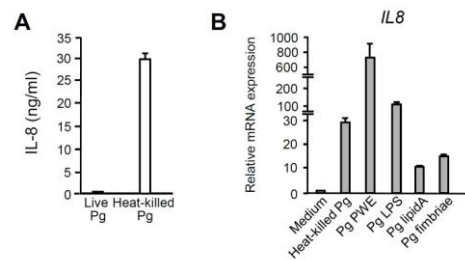 A
IL-8 (ng/ml)
35
30
25
20
15
10
5
0
Live
Pg
Heat-killed
Pg
B
IL8
Relative mRNA expression
1000
800
600
200
100
30
20
10
0
Medium
Heat-killed Pg
Pg PWE
Pg LPS
Pg lipidA
Pg fimbriae